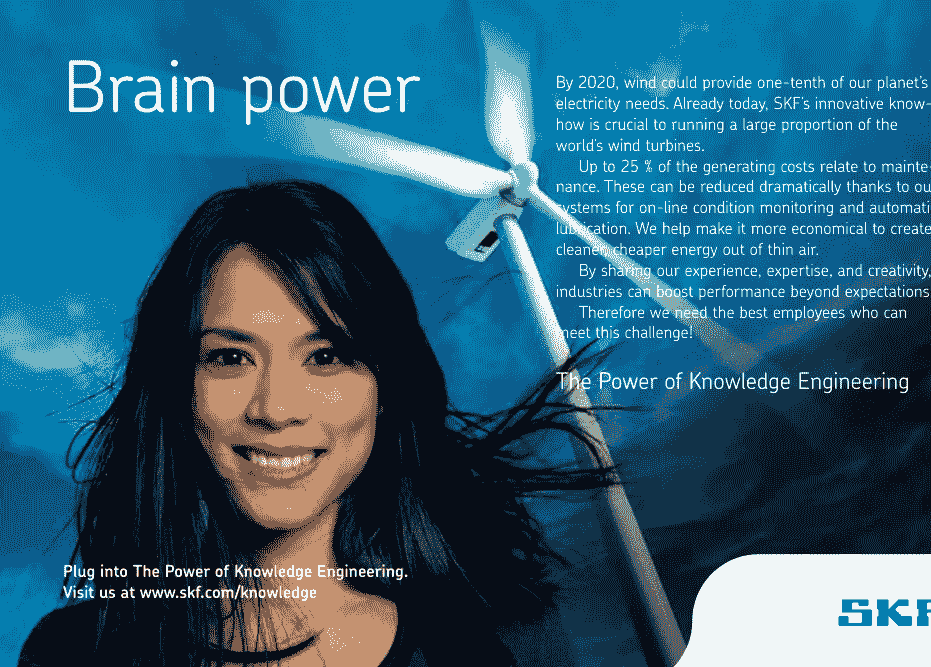 Brain power
By 2020, wind could provide one-tenth of our planet's
electricity needs. Already today, SKF's innovative know-
how is crucial to running a large proportion of the
world's wind turbines.
Up to 25 % of the generating costs relate to mainte-
nance. These can be reduced dramatically thanks to ou
systems for on-line condition monitoring and automati
lubrication. We help make it more economical to create
cleaner, cheaper energy out of thin air.
By sharing our experience, expertise, and creativity,
industries can boost performance beyond expectations
Therefore we need the best employees who can
meet this challenge!
The Power of Knowledge Engineering
Plug into The Power of Knowledge Engineering.
Visit us at www.skf.com/knowledge
SKF